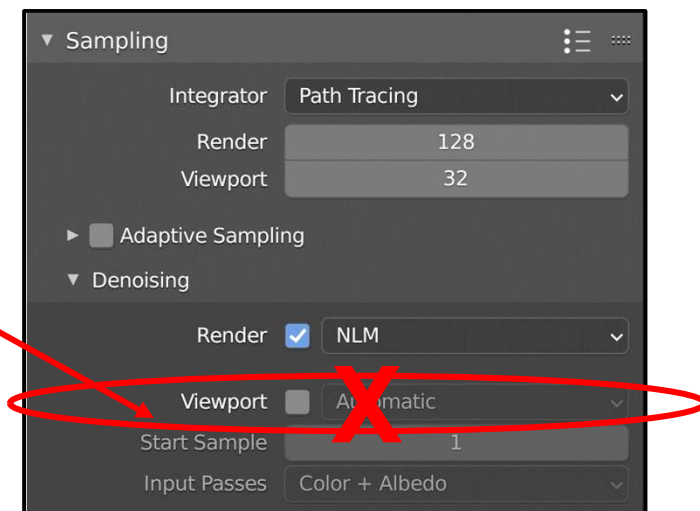 Sampling
Integrator Path Tracing
Render 128
Viewport 32
Adaptive Sampling
Denoising
Render NLM
Viewport Automatic
X
Start Sample 1
Input Passes Color + Albedo